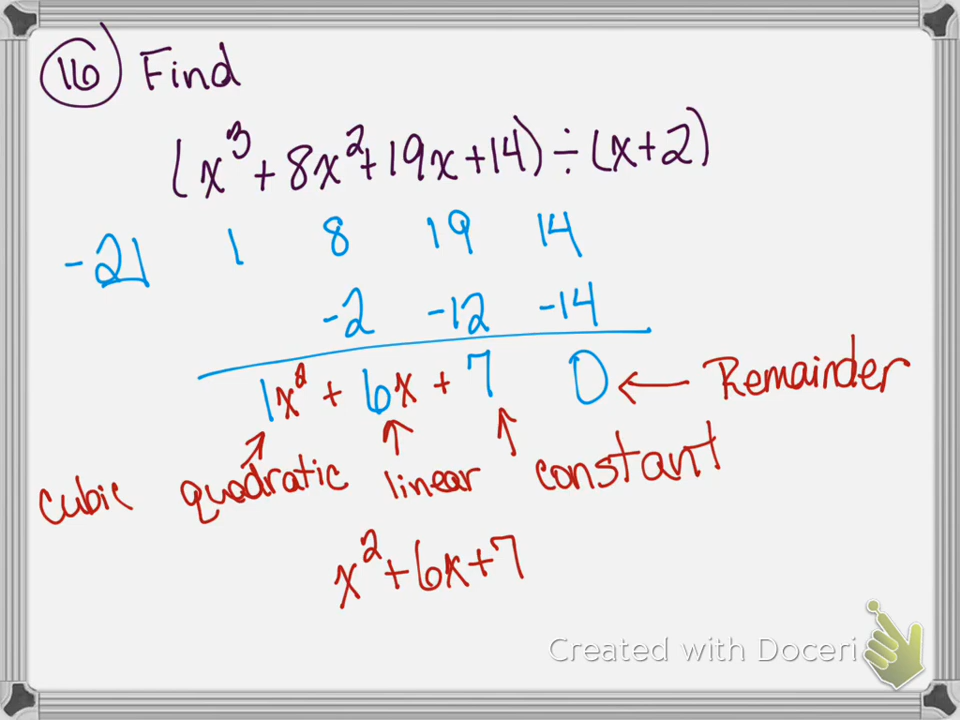 16 Find
(x³+8x²+19x+14)÷(x+2)
-2| 1 8 19 14
-2 -12 -14
1x²+6x+7 0 ← Remainder
cubic quadratic linear constant
x²+6x+7
Created with Doceri